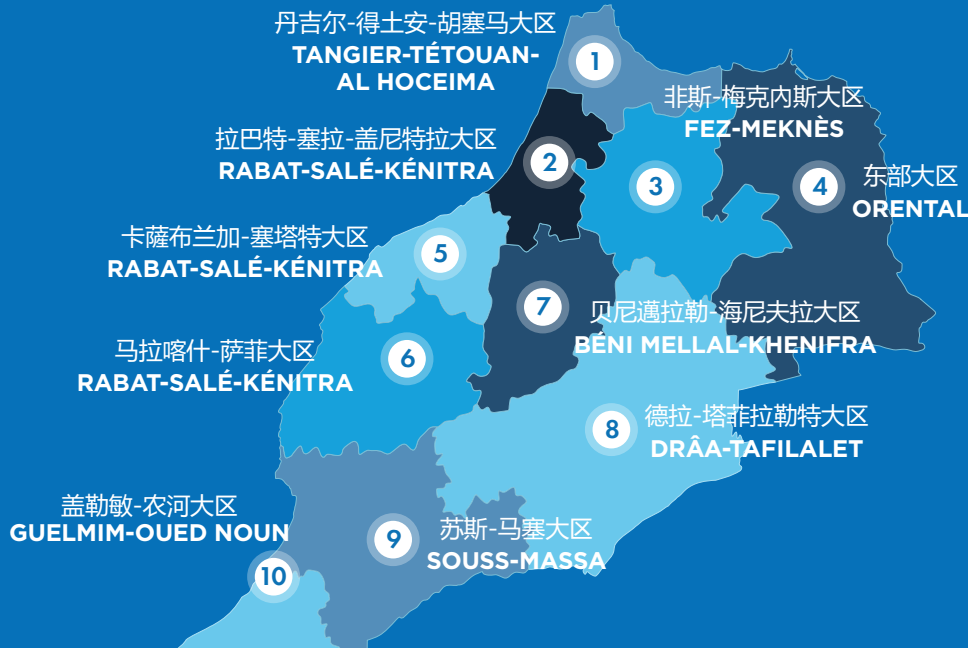 丹吉尔-得土安-胡塞马大区
TANGIER-TÉTOUAN-
AL HOCEIMA
1
非斯-梅克内斯大区
FEZ-MEKNÈS
拉巴特-塞拉-盖尼特拉大区
RABAT-SALÉ-KÉNITRA
2
3
4
东部大区
ORENTAL
卡薩布兰加-塞塔特大区
RABAT-SALÉ-KÉNITRA
5
7
贝尼邁拉勒-海尼夫拉大区
BÉNI MELLAL-KHENIFRA
马拉喀什-萨菲大区
RABAT-SALÉ-KÉNITRA
6
8
德拉-塔菲拉勒特大区
DRÂA-TAFILALET
盖勒敏-农河大区
GUELMIM-OUED NOUN
9
苏斯-马塞大区
SOUSS-MASSA
10